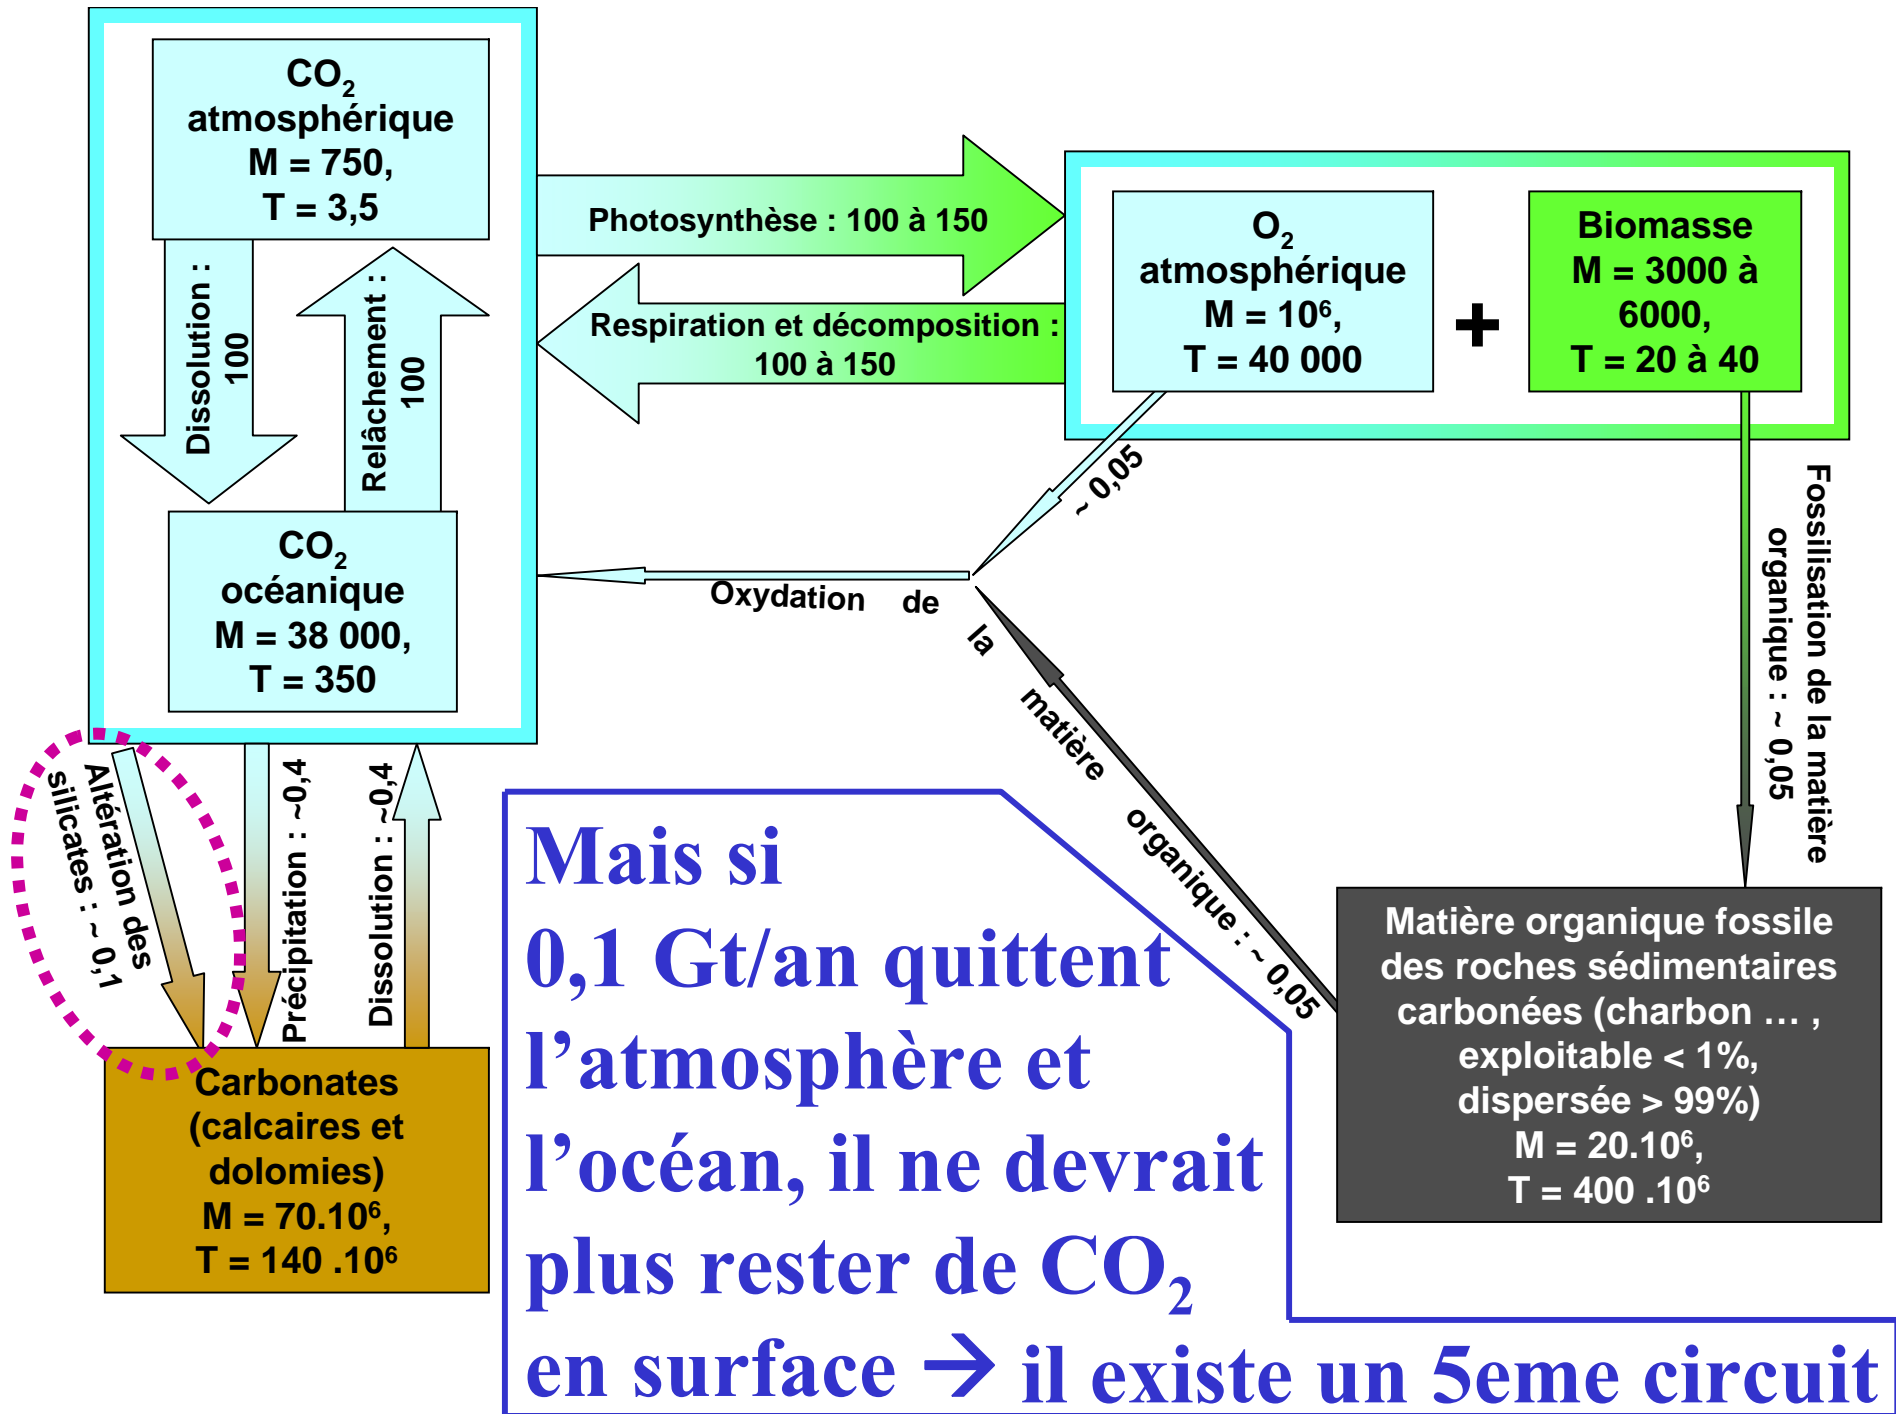 CO₂
atmosphérique
M = 750,
T = 3,5
Dissolution :
100
Relâchement :
100
CO₂
océanique
M = 38 000,
T = 350
Photosynthèse : 100 à 150
Respiration et décomposition :
100 à 150
O₂
atmosphérique
M = 10⁶,
T = 40 000
+
Biomasse
M = 3000 à
6000,
T = 20 à 40
~ 0,05
Oxydation de la matière organique : ~ 0,05
Fossilisation de la matière
organique : ~ 0,05
Altération des
silicates : ~ 0,1
Précipitation : ~0,4
Dissolution : ~0,4
Carbonates
(calcaires et
dolomies)
M = 70.10⁶,
T = 140 .10⁶
Matière organique fossile
des roches sédimentaires
carbonées (charbon … ,
exploitable < 1%,
dispersée > 99%)
M = 20.10⁶,
T = 400 .10⁶
Mais si
0,1 Gt/an quittent
l’atmosphère et
l’océan, il ne devrait
plus rester de CO₂
en surface → il existe un 5eme circuit